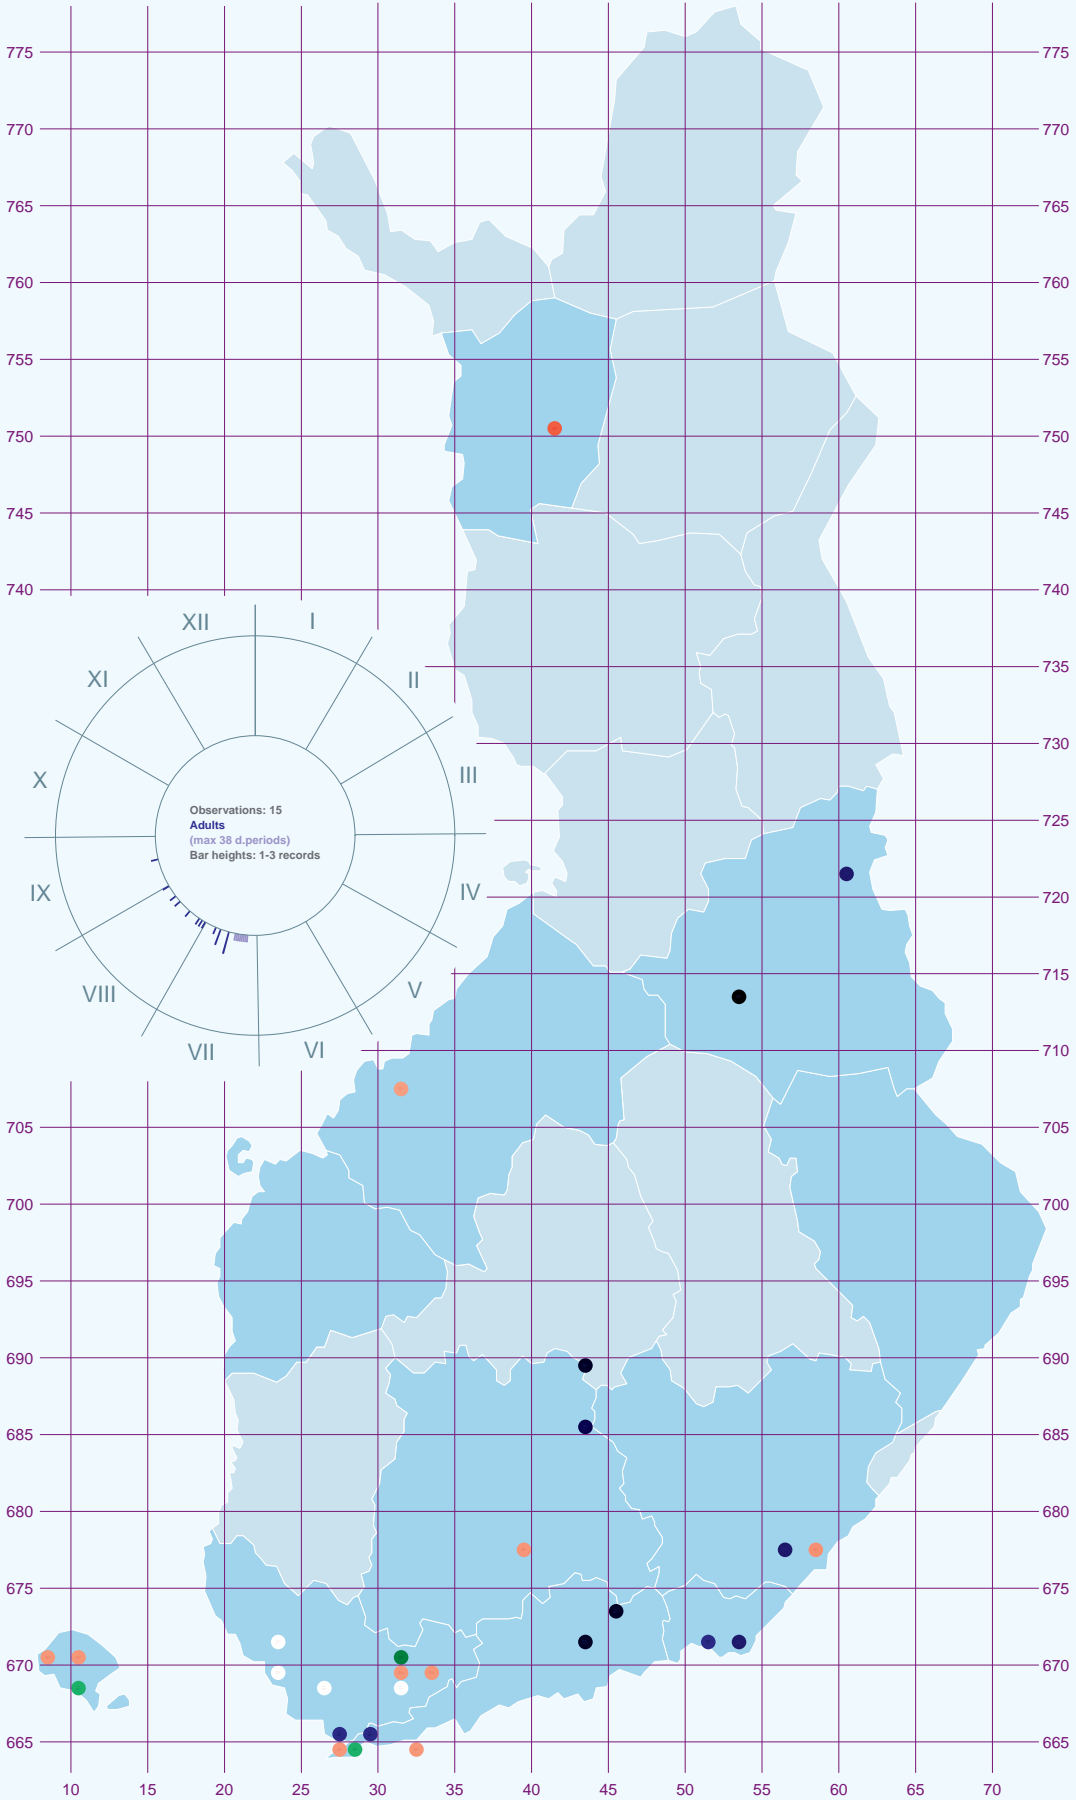 775 775
770 770
765 765
760 760
755 755
750 750
745 745
740 740
XII I
XI II
735
730
X III
Observations: 15
Adults
(max 38 d.periods)
Bar heights: 1-3 records
725
IX IV
720
VIII V
715
VII VI
710
705 705
700 700
695 695
690 690
685 685
680 680
675 675
670 670
665 665
10 15 20 25 30 35 40 45 50 55 60 65 70